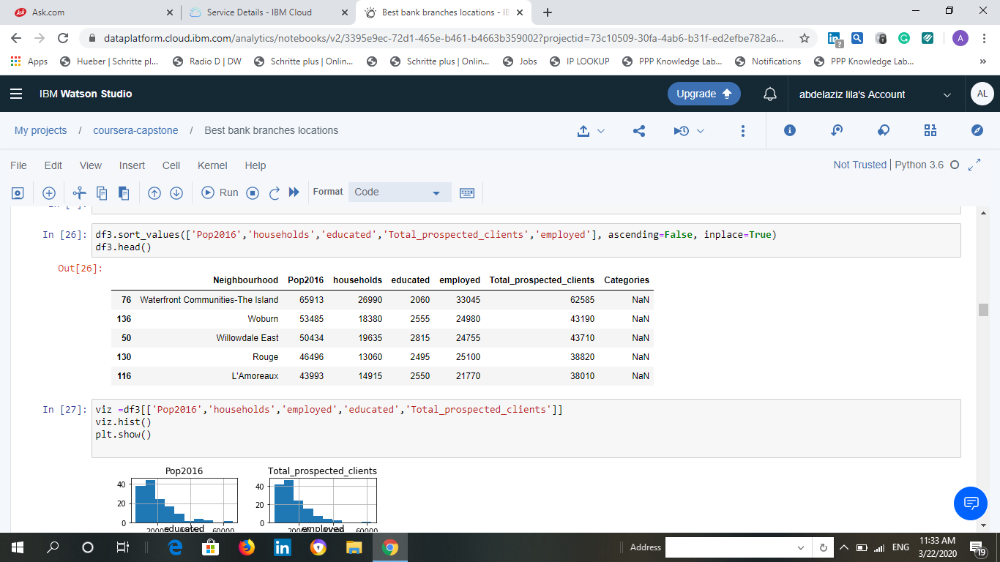 Ask.com
Service Details - IBM Cloud
Best bank branches locations - IB
dataplatform.cloud.ibm.com/analytics/notebooks/v2/3395e9ec-72d1-465e-b461-b4663b359002?projectid=73c10509-30fa-4ab6-b31f-ed2efbe782a6...
Apps Hueber | Schritte pl... Radio D | DW Schritte plus | Onlin... Schritte plus | Onlin... Jobs IP LOOKUP PPP Knowledge Lab... Notifications PPP Knowledge Lab... »
IBM Watson Studio Upgrade abdelaziz lila's Account AL
My projects / coursera-capstone / Best bank branches locations
File Edit View Insert Cell Kernel Help Not Trusted | Python 3.6
Run Format Code
In [26]: df3.sort_values(['Pop2016','households','educated','Total_prospected_clients','employed'], ascending=False, inplace=True)
df3.head()
Out[26]:
Neighbourhood Pop2016 households educated employed Total_prospected_clients Categories
76 Waterfront Communities-The Island 65913 26990 2060 33045 62585 NaN
136 Woburn 53485 18380 2555 24980 43190 NaN
50 Willowdale East 50434 19635 2815 24755 43710 NaN
130 Rouge 46496 13060 2495 25100 38820 NaN
116 L'Amoreaux 43993 14915 2550 21770 38010 NaN
In [27]: viz =df3[['Pop2016','households','employed','educated','Total_prospected_clients']]
viz.hist()
plt.show()
Pop2016 Total_prospected_clients
40 40
20 20
0 0
educated employed
Address ENG 11:33 AM
3/22/2020 19